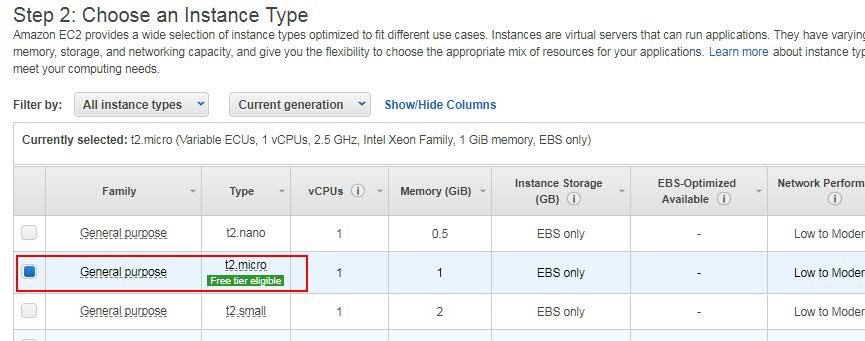 Step 2: Choose an Instance Type
Amazon EC2 provides a wide selection of instance types optimized to fit different use cases. Instances are virtual servers that can run applications. They have varying
memory, storage, and networking capacity, and give you the flexibility to choose the appropriate mix of resources for your applications. Learn more about instance typ
meet your computing needs.
Filter by: All instance types Current generation Show/Hide Columns
Currently selected: t2.micro (Variable ECUs, 1 vCPUs, 2.5 GHz, Intel Xeon Family, 1 GiB memory, EBS only)
Family Type vCPUs Memory (GiB) Instance Storage (GB) EBS-Optimized Available Network Perform
General purpose t2.nano 1 0.5 EBS only - Low to Moder
General purpose t2.micro 1 1 EBS only - Low to Moder
Free tier eligible
General purpose t2.small 1 2 EBS only - Low to Moder